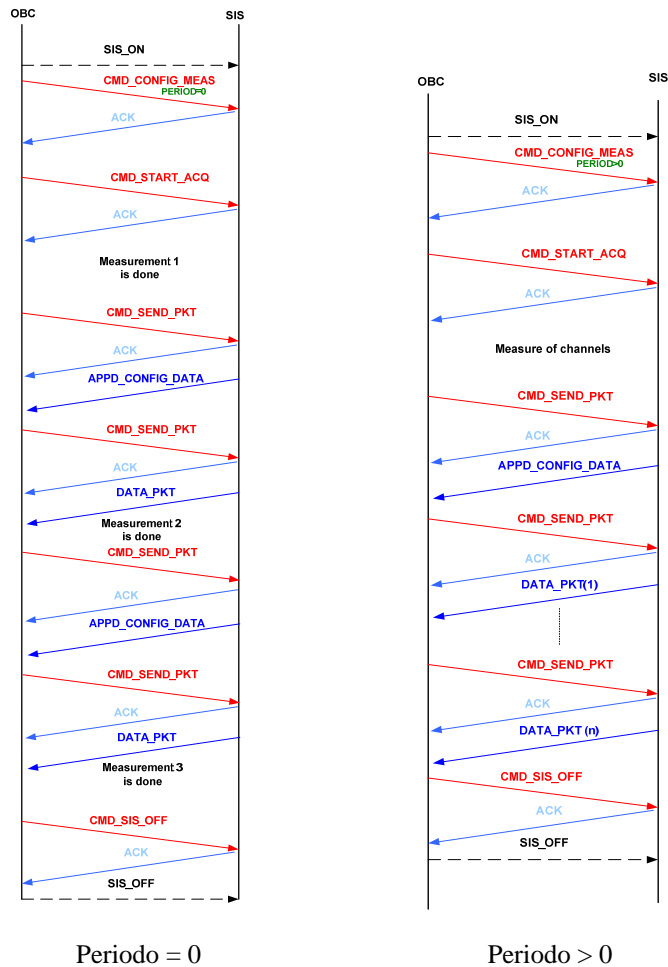 OBC
SIS
SIS_ON
CMD_CONFIG_MEAS
PERIOD=0
ACK
CMD_START_ACQ
ACK
Measurement 1
is done
CMD_SEND_PKT
ACK
APPD_CONFIG_DATA
CMD_SEND_PKT
ACK
DATA_PKT
Measurement 2
is done
CMD_SEND_PKT
ACK
APPD_CONFIG_DATA
CMD_SEND_PKT
ACK
DATA_PKT
Measurement 3
is done
CMD_SIS_OFF
ACK
SIS_OFF
Periodo = 0
OBC
SIS
SIS_ON
CMD_CONFIG_MEAS
PERIOD>0
ACK
CMD_START_ACQ
ACK
Measure of channels
CMD_SEND_PKT
ACK
APPD_CONFIG_DATA
CMD_SEND_PKT
ACK
DATA_PKT(1)
CMD_SEND_PKT
ACK
DATA_PKT (n)
CMD_SIS_OFF
ACK
SIS_OFF
Periodo > 0